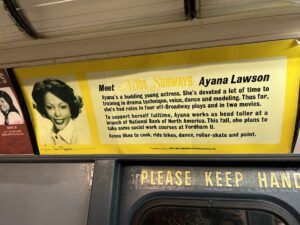 Meet Miss Subways Ayana Lawson
Ayana's a budding young actress. She's devoted a lot of time to
training in drama technique, voice, dance and modeling. Thus far,
she's had roles in four off-Broadway plays and in two movies.
To support herself fulltime, Ayana works as head teller at a
branch of National Bank of North America. This fall, she plans to
take some social work courses at Fordham U.
Ayana likes to cook, ride bikes, dance, roller-skate and paint.
PLEASE KEEP HAND